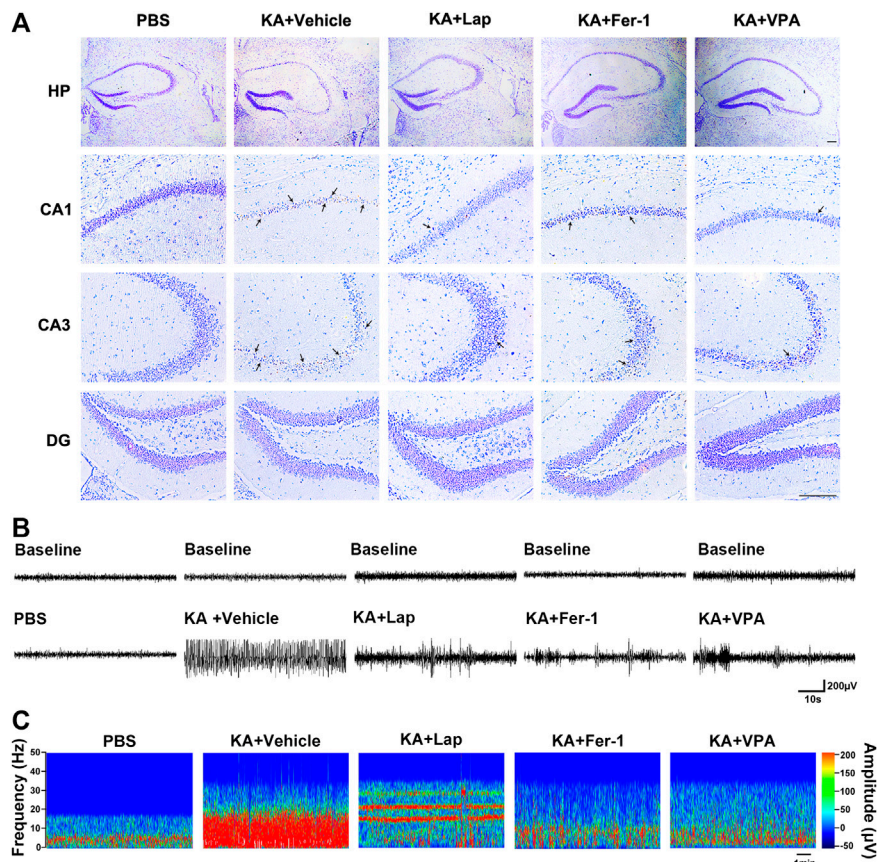 A
PBS KA+Vehicle KA+Lap KA+Fer-1 KA+VPA
HP
CA1
CA3
DG
B
Baseline Baseline Baseline Baseline Baseline
PBS KA +Vehicle KA+Lap KA+Fer-1 KA+VPA
200μV
10s
C
PBS KA+Vehicle KA+Lap KA+Fer-1 KA+VPA
Frequency (Hz)
50
40
30
20
10
0
200
150
100
50
0
-50
Amplitude (μV)